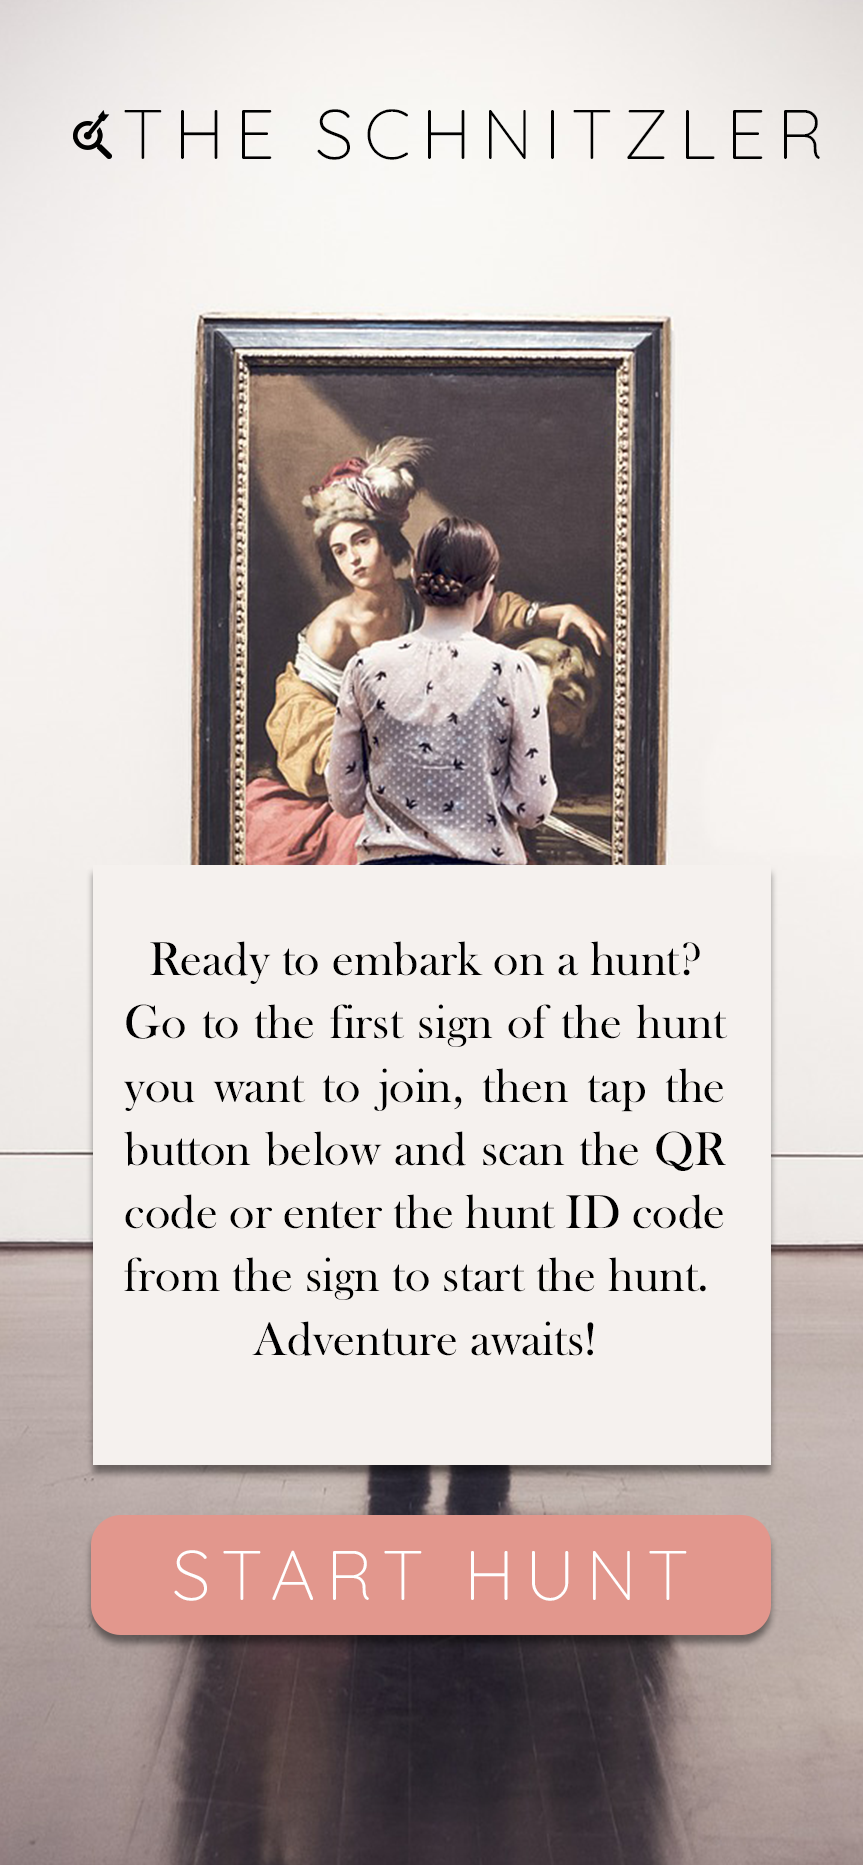 THE SCHNITZLER
Ready to embark on a hunt?
Go to the first sign of the hunt
you want to join, then tap the
button below and scan the QR
code or enter the hunt ID code
from the sign to start the hunt.
Adventure awaits!
START HUNT